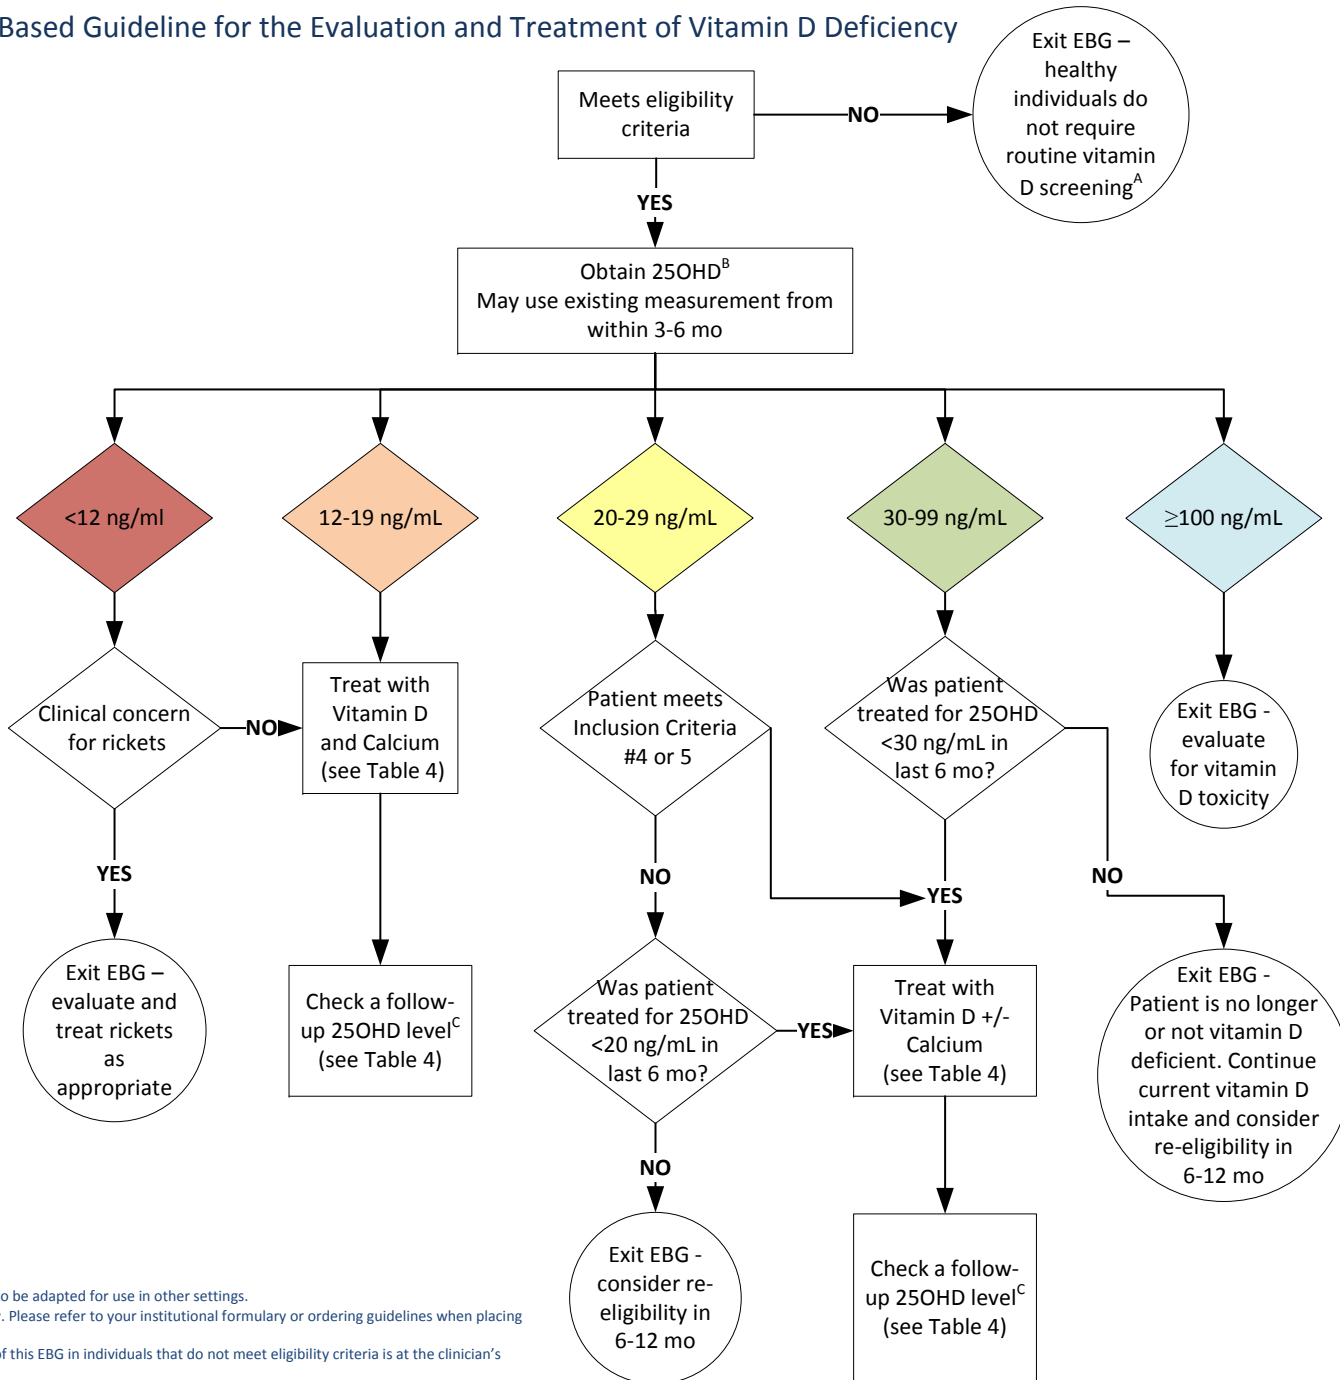 Based Guideline for the Evaluation and Treatment of Vitamin D Deficiency
Meets eligibility
criteria
NO
Exit EBG –
healthy
individuals do
not require
routine vitamin
D screeningA
YES
Obtain 25OHDB
May use existing measurement from
within 3-6 mo
<12 ng/ml
12-19 ng/mL
20-29 ng/mL
30-99 ng/mL
≥100 ng/mL
Clinical concern
for rickets
NO
Treat with
Vitamin D
and Calcium
(see Table 4)
Patient meets
Inclusion Criteria
#4 or 5
Was patient
treated for 25OHD
<30 ng/mL in
last 6 mo?
Exit EBG -
evaluate
for vitamin
D toxicity
YES
NO
YES
NO
Exit EBG –
evaluate and
treat rickets
as
appropriate
Check a follow-
up 25OHD levelC
(see Table 4)
Was patient
treated for 25OHD
<20 ng/mL in
last 6 mo?
YES
Treat with
Vitamin D +/-
Calcium
(see Table 4)
Exit EBG -
Patient is no longer
or not vitamin D
deficient. Continue
current vitamin D
intake and consider
re-eligibility in
6-12 mo
NO
Exit EBG -
consider re-
eligibility in
6-12 mo
Check a follow-
up 25OHD levelC
(see Table 4)
o be adapted for use in other settings.
. Please refer to your institutional formulary or ordering guidelines when placing
of this EBG in individuals that do not meet eligibility criteria is at the clinician's